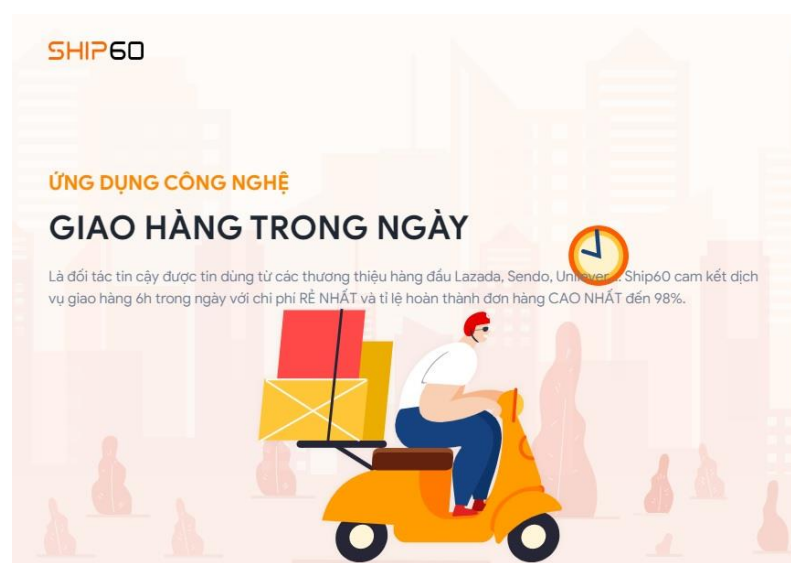 SHIP60
ỨNG DỤNG CÔNG NGHỆ
GIAO HÀNG TRONG NGÀY
Là đối tác tin cậy được tin dùng từ các thương thiệu hàng đầu Lazada, Sendo, Unilever... Ship60 cam kết dịch
vụ giao hàng 6h trong ngày với chi phí RẺ NHẤT và tỉ lệ hoàn thành đơn hàng CAO NHẤT đến 98%.